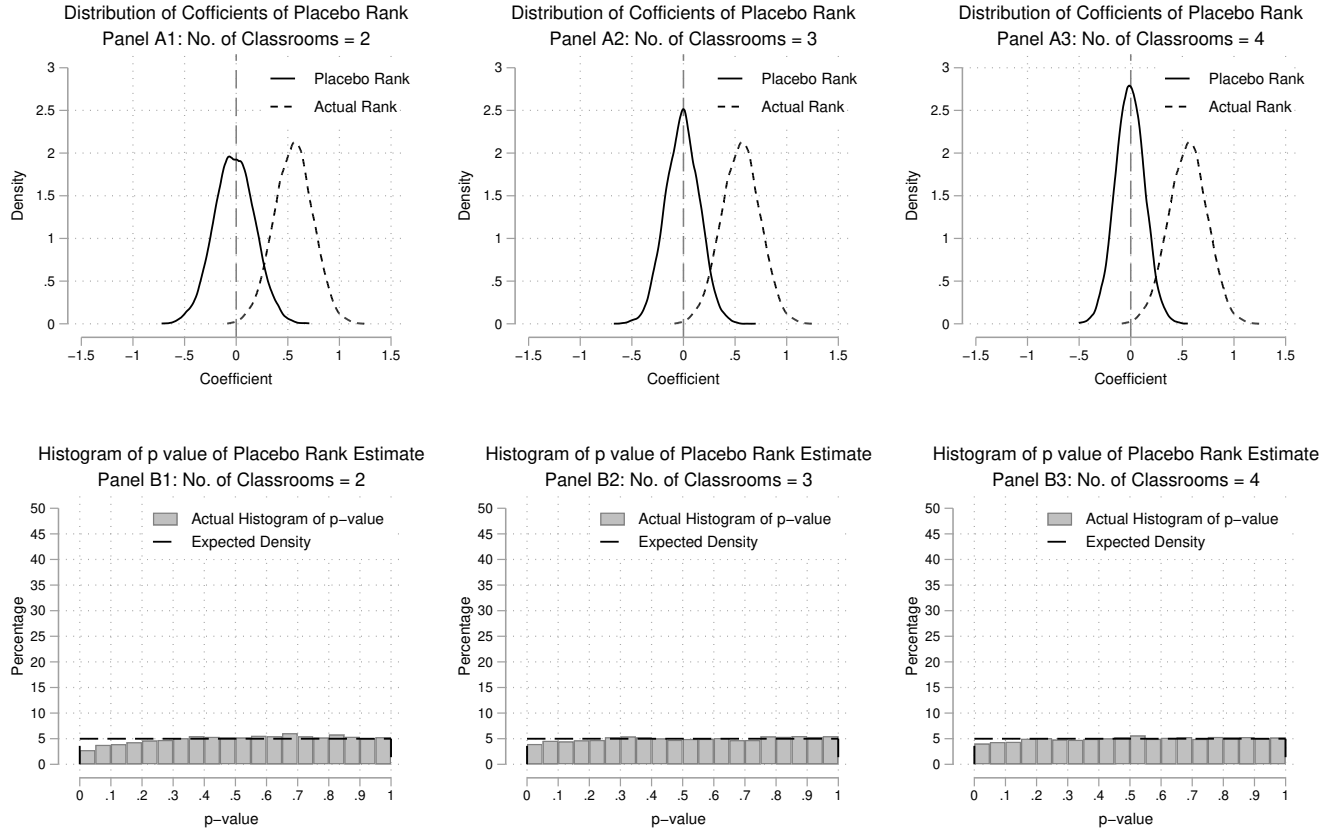 Distribution of Cofficients of Placebo Rank
Panel A1: No. of Classrooms = 2
3
2.5
2
1.5
1
.5
0
Density
Placebo Rank
Actual Rank
−1.5 −1 −.5 0 .5 1 1.5
Coefficient
Distribution of Cofficients of Placebo Rank
Panel A2: No. of Classrooms = 3
3
2.5
2
1.5
1
.5
0
Density
Placebo Rank
Actual Rank
−1.5 −1 −.5 0 .5 1 1.5
Coefficient
Distribution of Cofficients of Placebo Rank
Panel A3: No. of Classrooms = 4
3
2.5
2
1.5
1
.5
0
Density
Placebo Rank
Actual Rank
−1.5 −1 −.5 0 .5 1 1.5
Coefficient
Histogram of p value of Placebo Rank Estimate
Panel B1: No. of Classrooms = 2
50
45
40
35
30
25
20
15
10
5
0
Percentage
Actual Histogram of p−value
Expected Density
0 .1 .2 .3 .4 .5 .6 .7 .8 .9 1
p−value
Histogram of p value of Placebo Rank Estimate
Panel B2: No. of Classrooms = 3
50
45
40
35
30
25
20
15
10
5
0
Percentage
Actual Histogram of p−value
Expected Density
0 .1 .2 .3 .4 .5 .6 .7 .8 .9 1
p−value
Histogram of p value of Placebo Rank Estimate
Panel B3: No. of Classrooms = 4
50
45
40
35
30
25
20
15
10
5
0
Percentage
Actual Histogram of p−value
Expected Density
0 .1 .2 .3 .4 .5 .6 .7 .8 .9 1
p−value